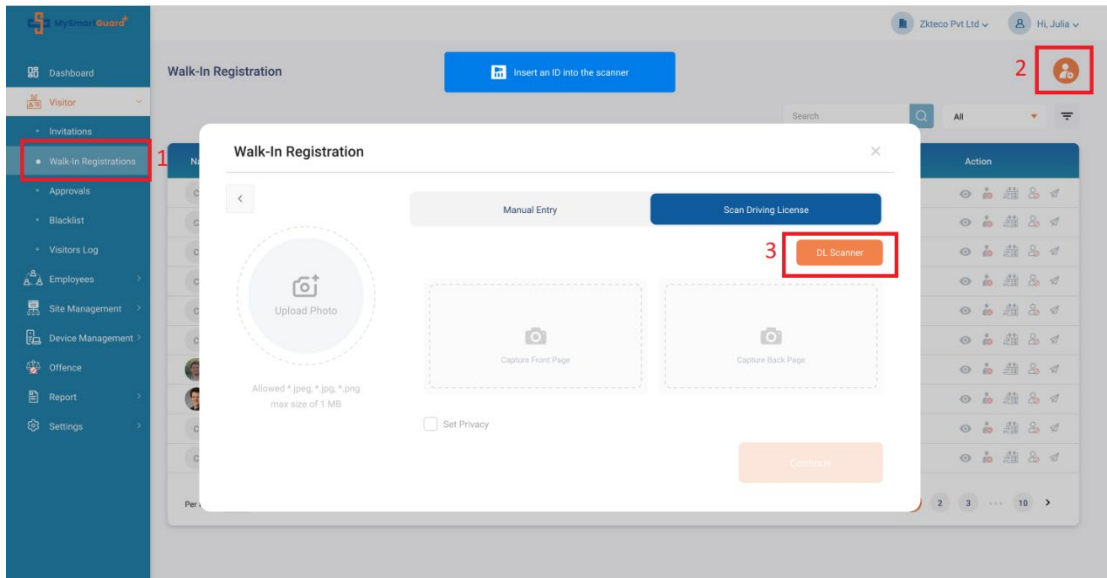 MySmartGuard
Zkteco Pvt Ltd
Hi, Julia
Dashboard
Walk-In Registration
Insert an ID into the scanner
2
Visitor
Search
All
Invitations
1
Walk-In Registrations
Walk-In Registration
Action
Approvals
Manual Entry
Scan Driving License
Blacklist
Visitors Log
3
DL Scanner
Employees
Site Management
Upload Photo
Device Management
Capture Front Page
Capture Back Page
Offence
Allowed *.jpeg, *.jpg, *.png
max size of 1 MB
Report
Set Privacy
Settings
Continue
Per
2 3 ... 10